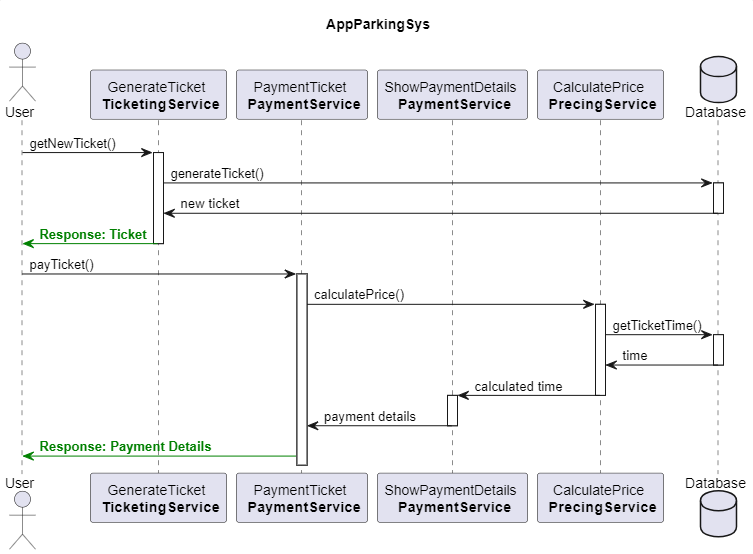 AppParkingSys
User
GenerateTicket
TicketingService
PaymentTicket
PaymentService
ShowPaymentDetails
PaymentService
CalculatePrice
PrecingService
Database
getNewTicket()
generateTicket()
new ticket
Response: Ticket
payTicket()
calculatePrice()
getTicketTime()
time
calculated time
payment details
Response: Payment Details
User
GenerateTicket
TicketingService
PaymentTicket
PaymentService
ShowPaymentDetails
PaymentService
CalculatePrice
PrecingService
Database